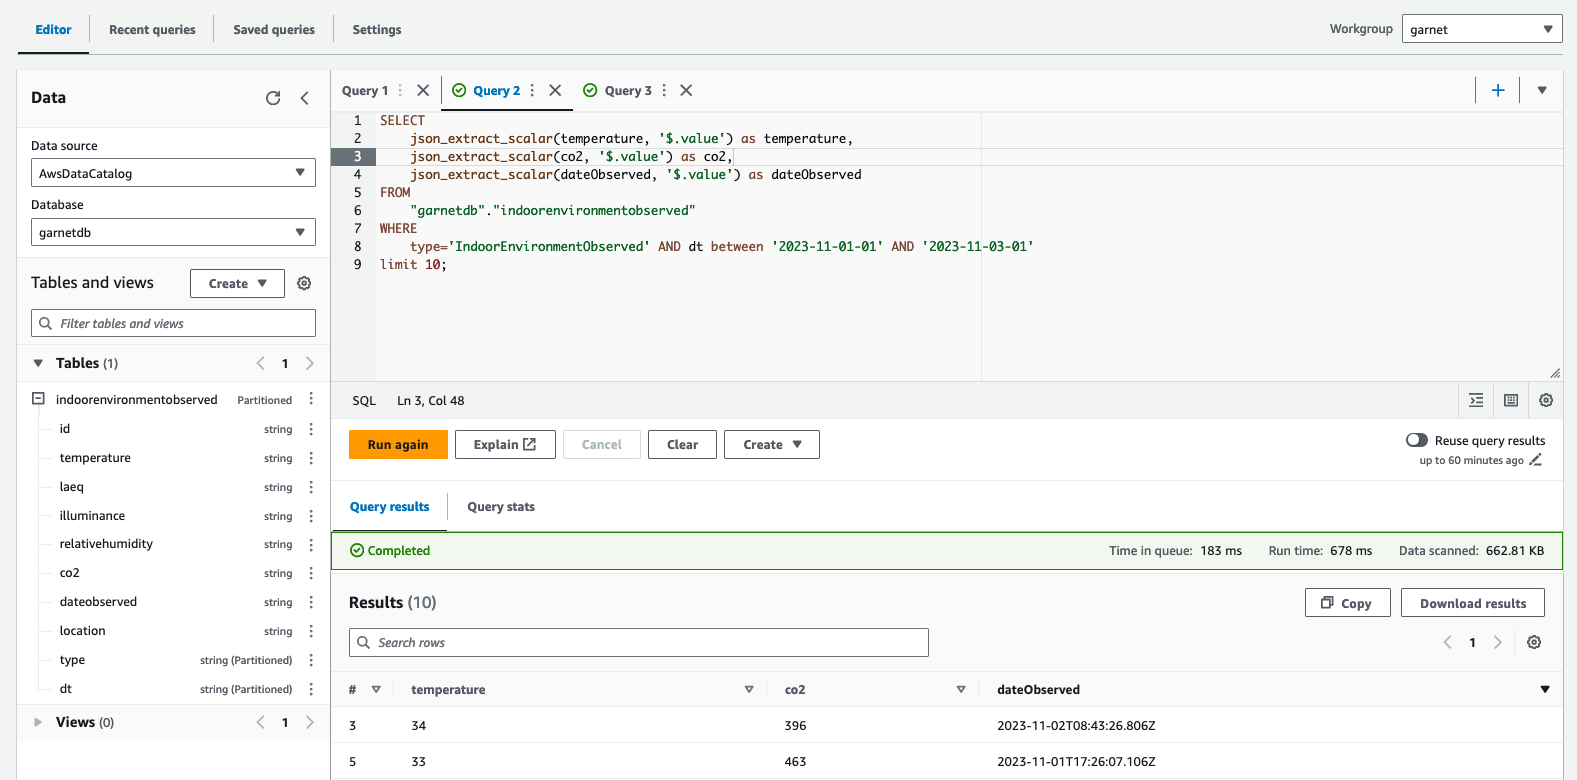 Editor
Recent queries
Saved queries
Settings
Workgroup
garnet
Data
Data source
AwsDataCatalog
Database
garnetdb
Tables and views
Create
Filter tables and views
Tables (1)
1
indoorenvironmentobserved Partitioned
id string
temperature string
laeq string
illuminance string
relativehumidity string
co2 string
dateobserved string
location string
type string (Partitioned)
dt string (Partitioned)
Views (0)
1
Query 1
Query 2
Query 3
1 SELECT
2 json_extract_scalar(temperature, '$.value') as temperature,
3 json_extract_scalar(co2, '$.value') as co2,
4 json_extract_scalar(dateObserved, '$.value') as dateObserved
5 FROM
6 "garnetdb"."indoorenvironmentobserved"
7 WHERE
8 type='IndoorEnvironmentObserved' AND dt between '2023-11-01-01' AND '2023-11-03-01'
9 limit 10;
SQL Ln 3, Col 48
Run again
Explain
Cancel
Clear
Create
Reuse query results
up to 60 minutes ago
Query results
Query stats
Completed
Time in queue: 183 ms Run time: 678 ms Data scanned: 662.81 KB
Results (10)
Copy
Download results
Search rows
1
# temperature co2 dateObserved
3 34 396 2023-11-02T08:43:26.806Z
5 33 463 2023-11-01T17:26:07.106Z